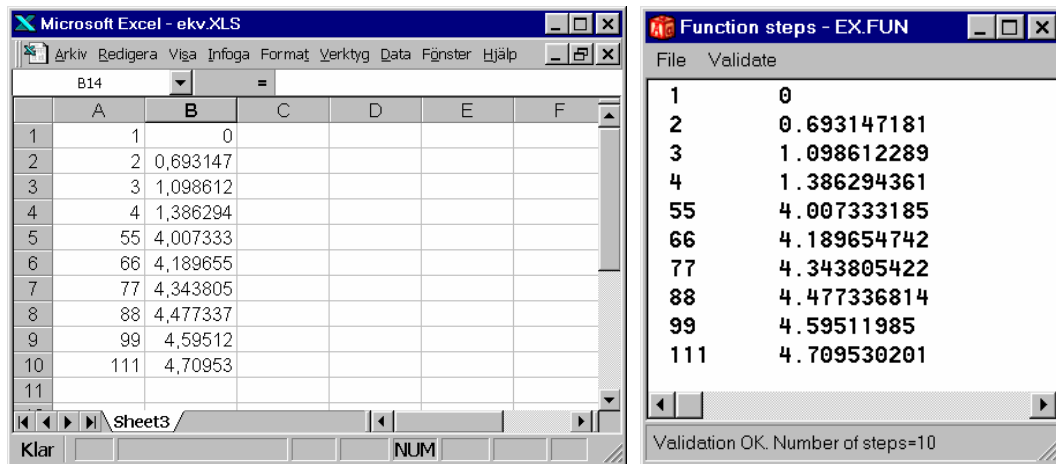 Microsoft Excel - ekv.XLS
Arkiv Redigera Visa Infoga Format Verktyg Data Fönster Hjälp
B14 =
A B C D E F
1 1 0
2 2 0,693147
3 3 1,098612
4 4 1,386294
5 55 4,007333
6 66 4,189655
7 77 4,343805
8 88 4,477337
9 99 4,59512
10 111 4,70953
11
Sheet3
Klar NUM
Function steps - EX.FUN
File Validate
1 0
2 0.693147181
3 1.098612289
4 1.386294361
55 4.007333185
66 4.189654742
77 4.343805422
88 4.477336814
99 4.59511985
111 4.709530201
Validation OK. Number of steps=10